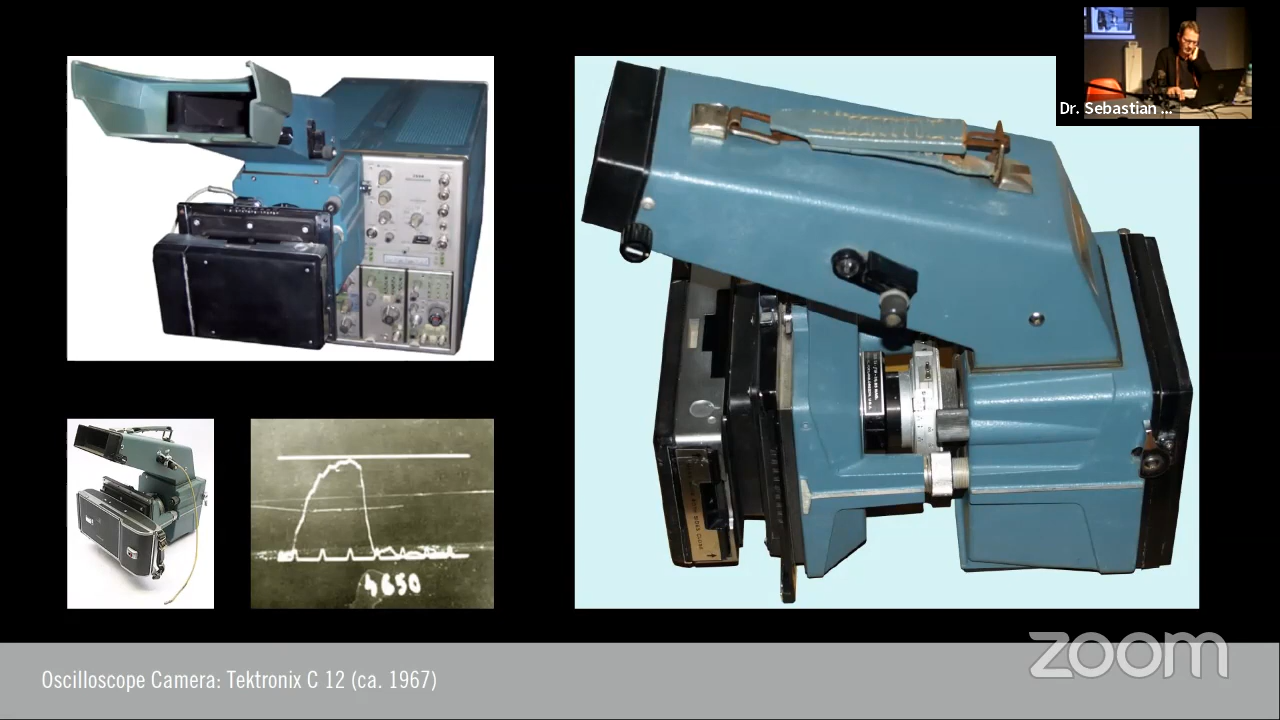 Dr. Sebastian ...
4650
zoom
Oscilloscope Camera: Tektronix C 12 (ca. 1967)